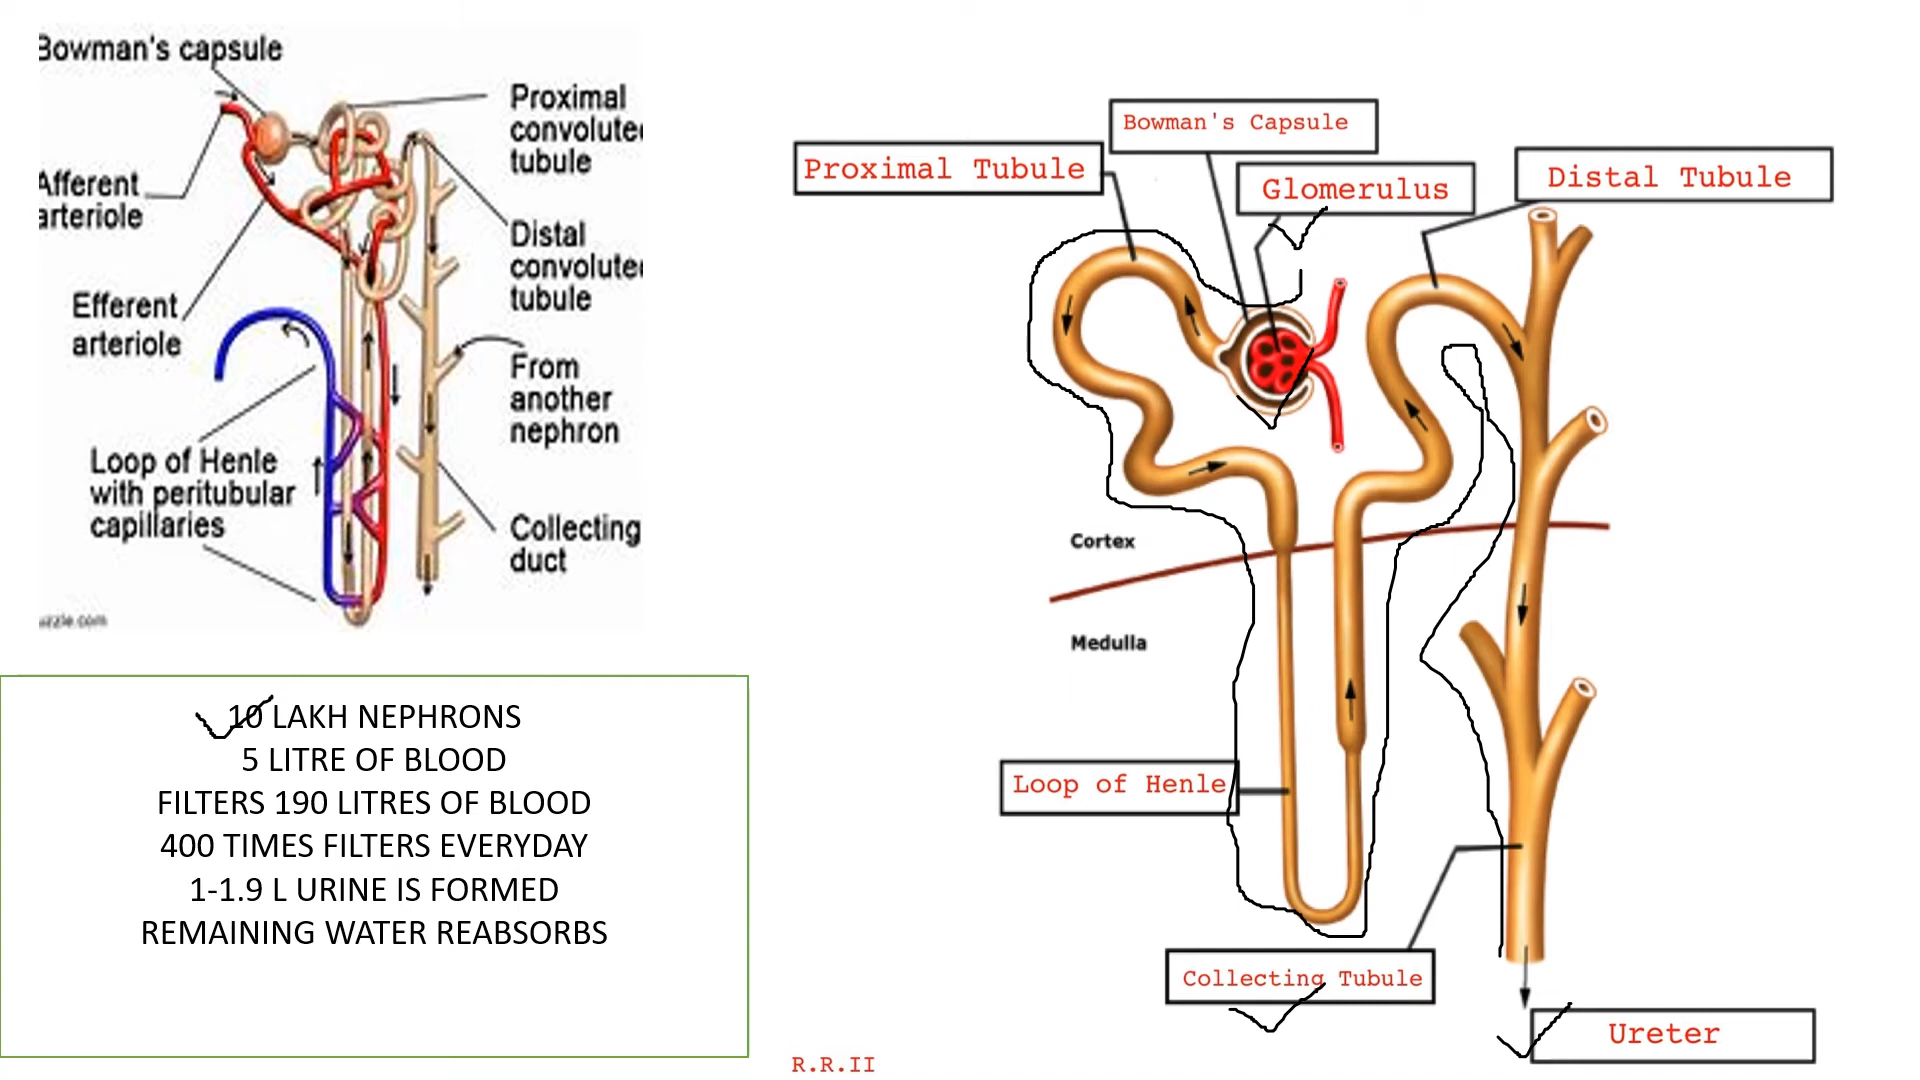 Bowman's capsule
Proximal
convolute
tubule
Afferent
arteriole
Distal
convolute
tubule
Efferent
arteriole
From
another
nephron
Loop of Henle
with peritubular
capillaries
Collecting
duct
zzle.com
10 LAKH NEPHRONS
5 LITRE OF BLOOD
FILTERS 190 LITRES OF BLOOD
400 TIMES FILTERS EVERYDAY
1-1.9 L URINE IS FORMED
REMAINING WATER REABSORBS
Bowman's Capsule
Proximal Tubule
Glomerulus
Distal Tubule
Cortex
Medulla
Loop of Henle
Collecting Tubule
Ureter
R.R.II